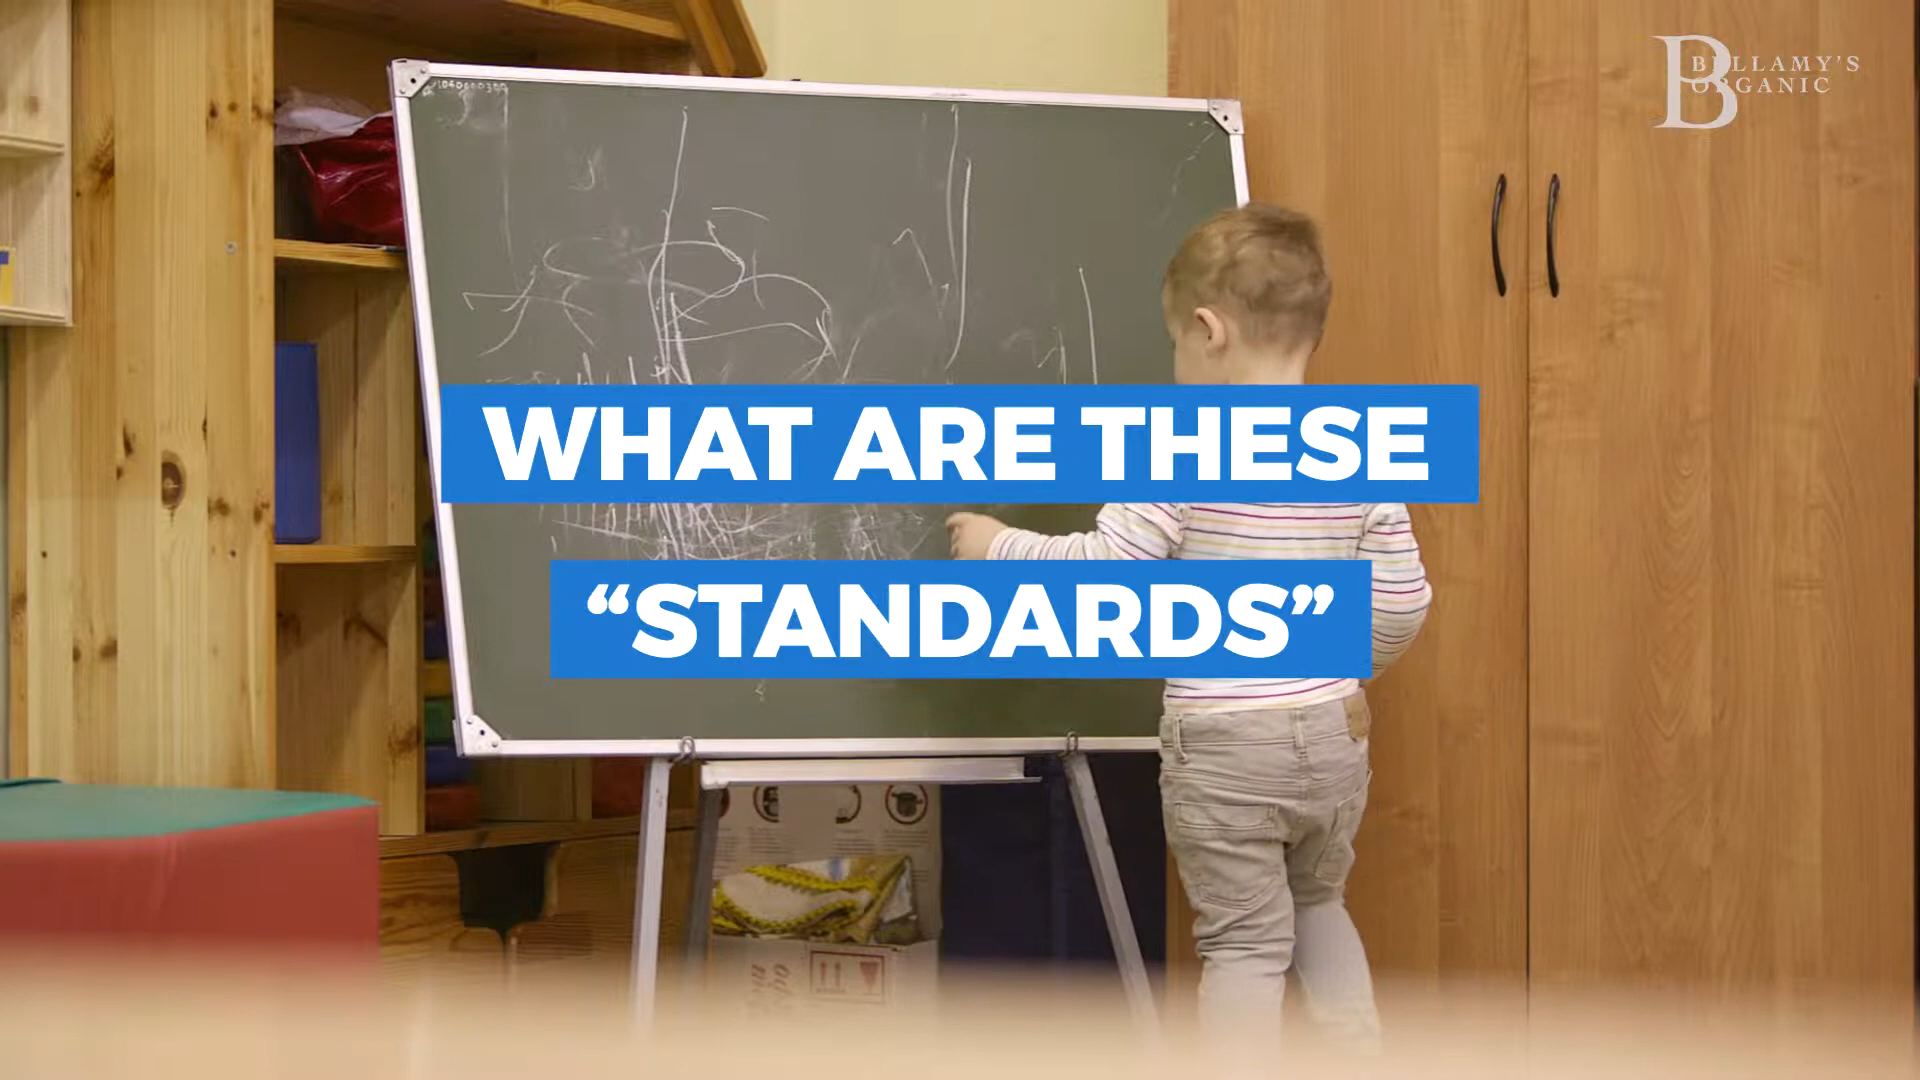 BELLAMY'S
ORGANIC
WHAT ARE THESE
“STANDARDS”